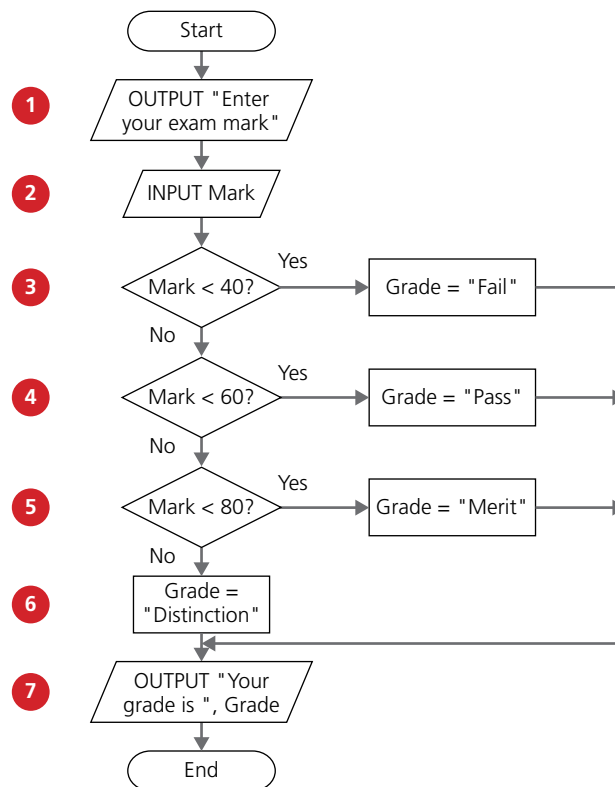 Start
1
OUTPUT "Enter
your exam mark"
2
INPUT Mark
3
Mark < 40?
Yes
Grade = "Fail"
No
4
Mark < 60?
Yes
Grade = "Pass"
No
5
Mark < 80?
Yes
Grade = "Merit"
No
6
Grade =
"Distinction"
7
OUTPUT "Your
grade is ", Grade
End